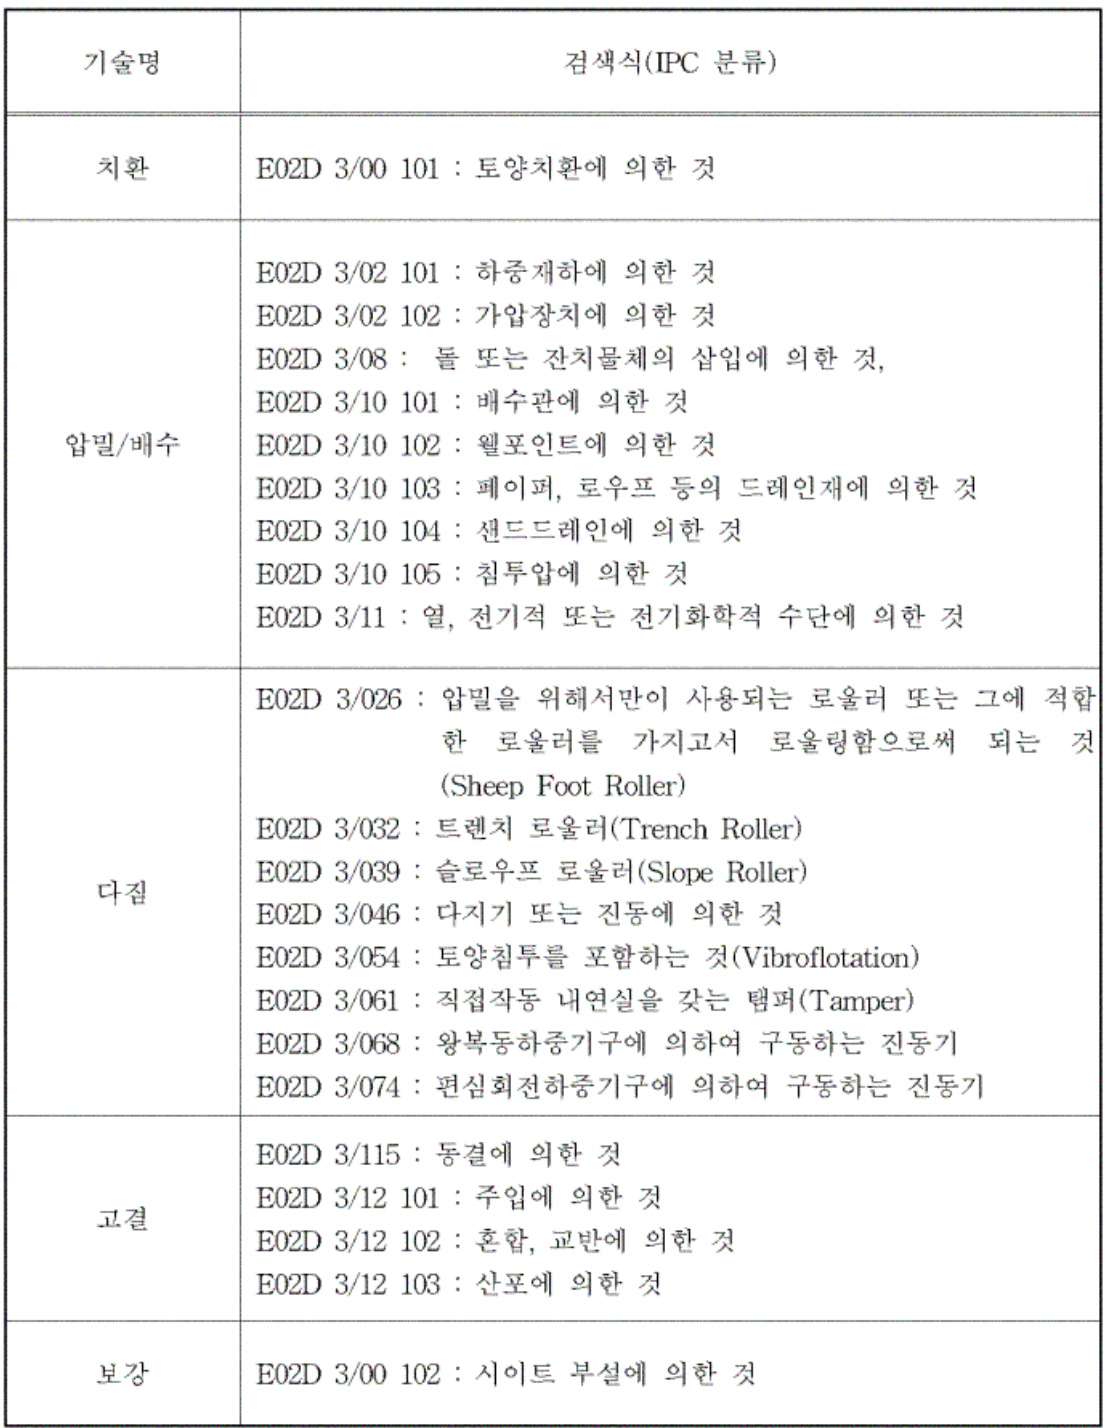 기술명
검색식(IPC 분류)
치환
E02D 3/00 101 : 토양치환에 의한 것
압밀/배수
E02D 3/02 101 : 하중재하에 의한 것
E02D 3/02 102 : 가압장치에 의한 것
E02D 3/08 : 돌 또는 잔치물체의 삽입에 의한 것,
E02D 3/10 101 : 배수관에 의한 것
E02D 3/10 102 : 웰포인트에 의한 것
E02D 3/10 103 : 페이퍼, 로우프 등의 드레인재에 의한 것
E02D 3/10 104 : 샌드드레인에 의한 것
E02D 3/10 105 : 침투압에 의한 것
E02D 3/11 : 열, 전기적 또는 전기화학적 수단에 의한 것
다짐
E02D 3/026 : 압밀을 위해서만이 사용되는 로울러 또는 그에 적합
한 로울러를 가지고서 로울링함으로써 되는 것
(Sheep Foot Roller)
E02D 3/032 : 트렌치 로울러(Trench Roller)
E02D 3/039 : 슬로우프 로울러(Slope Roller)
E02D 3/046 : 다지기 또는 진동에 의한 것
E02D 3/054 : 토양침투를 포함하는 것(Vibroflotation)
E02D 3/061 : 직접작동 내연실을 갖는 탬퍼(Tamper)
E02D 3/068 : 왕복동하중기구에 의하여 구동하는 진동기
E02D 3/074 : 편심회전하중기구에 의하여 구동하는 진동기
고결
E02D 3/115 : 동결에 의한 것
E02D 3/12 101 : 주입에 의한 것
E02D 3/12 102 : 혼합, 교반에 의한 것
E02D 3/12 103 : 산포에 의한 것
보강
E02D 3/00 102 : 시이트 부설에 의한 것